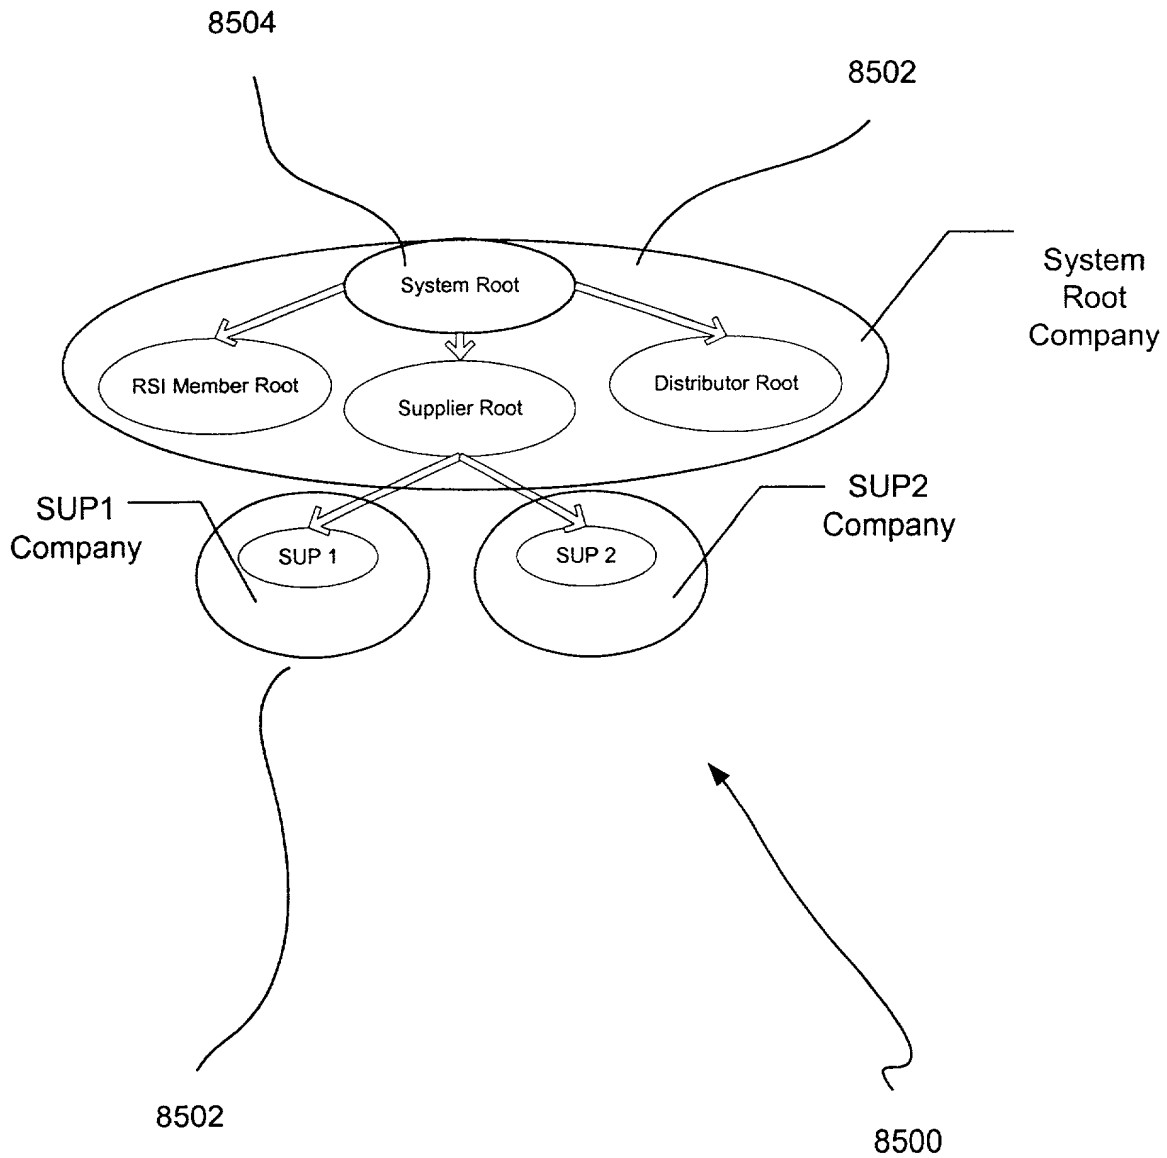 8504
8502
System Root
System
Root
Company
RSI Member Root
Supplier Root
Distributor Root
SUP1
Company
SUP2
Company
SUP 1
SUP 2
8502
8500